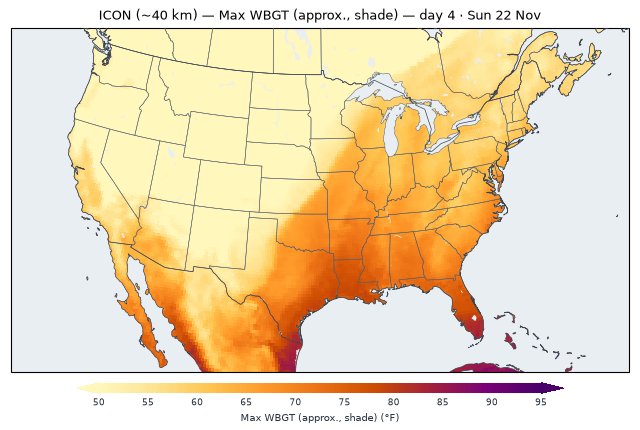 ICON (~40 km) — Max WBGT (approx., shade) — day 4 · Sun 22 Nov
50 55 60 65 70 75 80 85 90 95
Max WBGT (approx., shade) (°F)